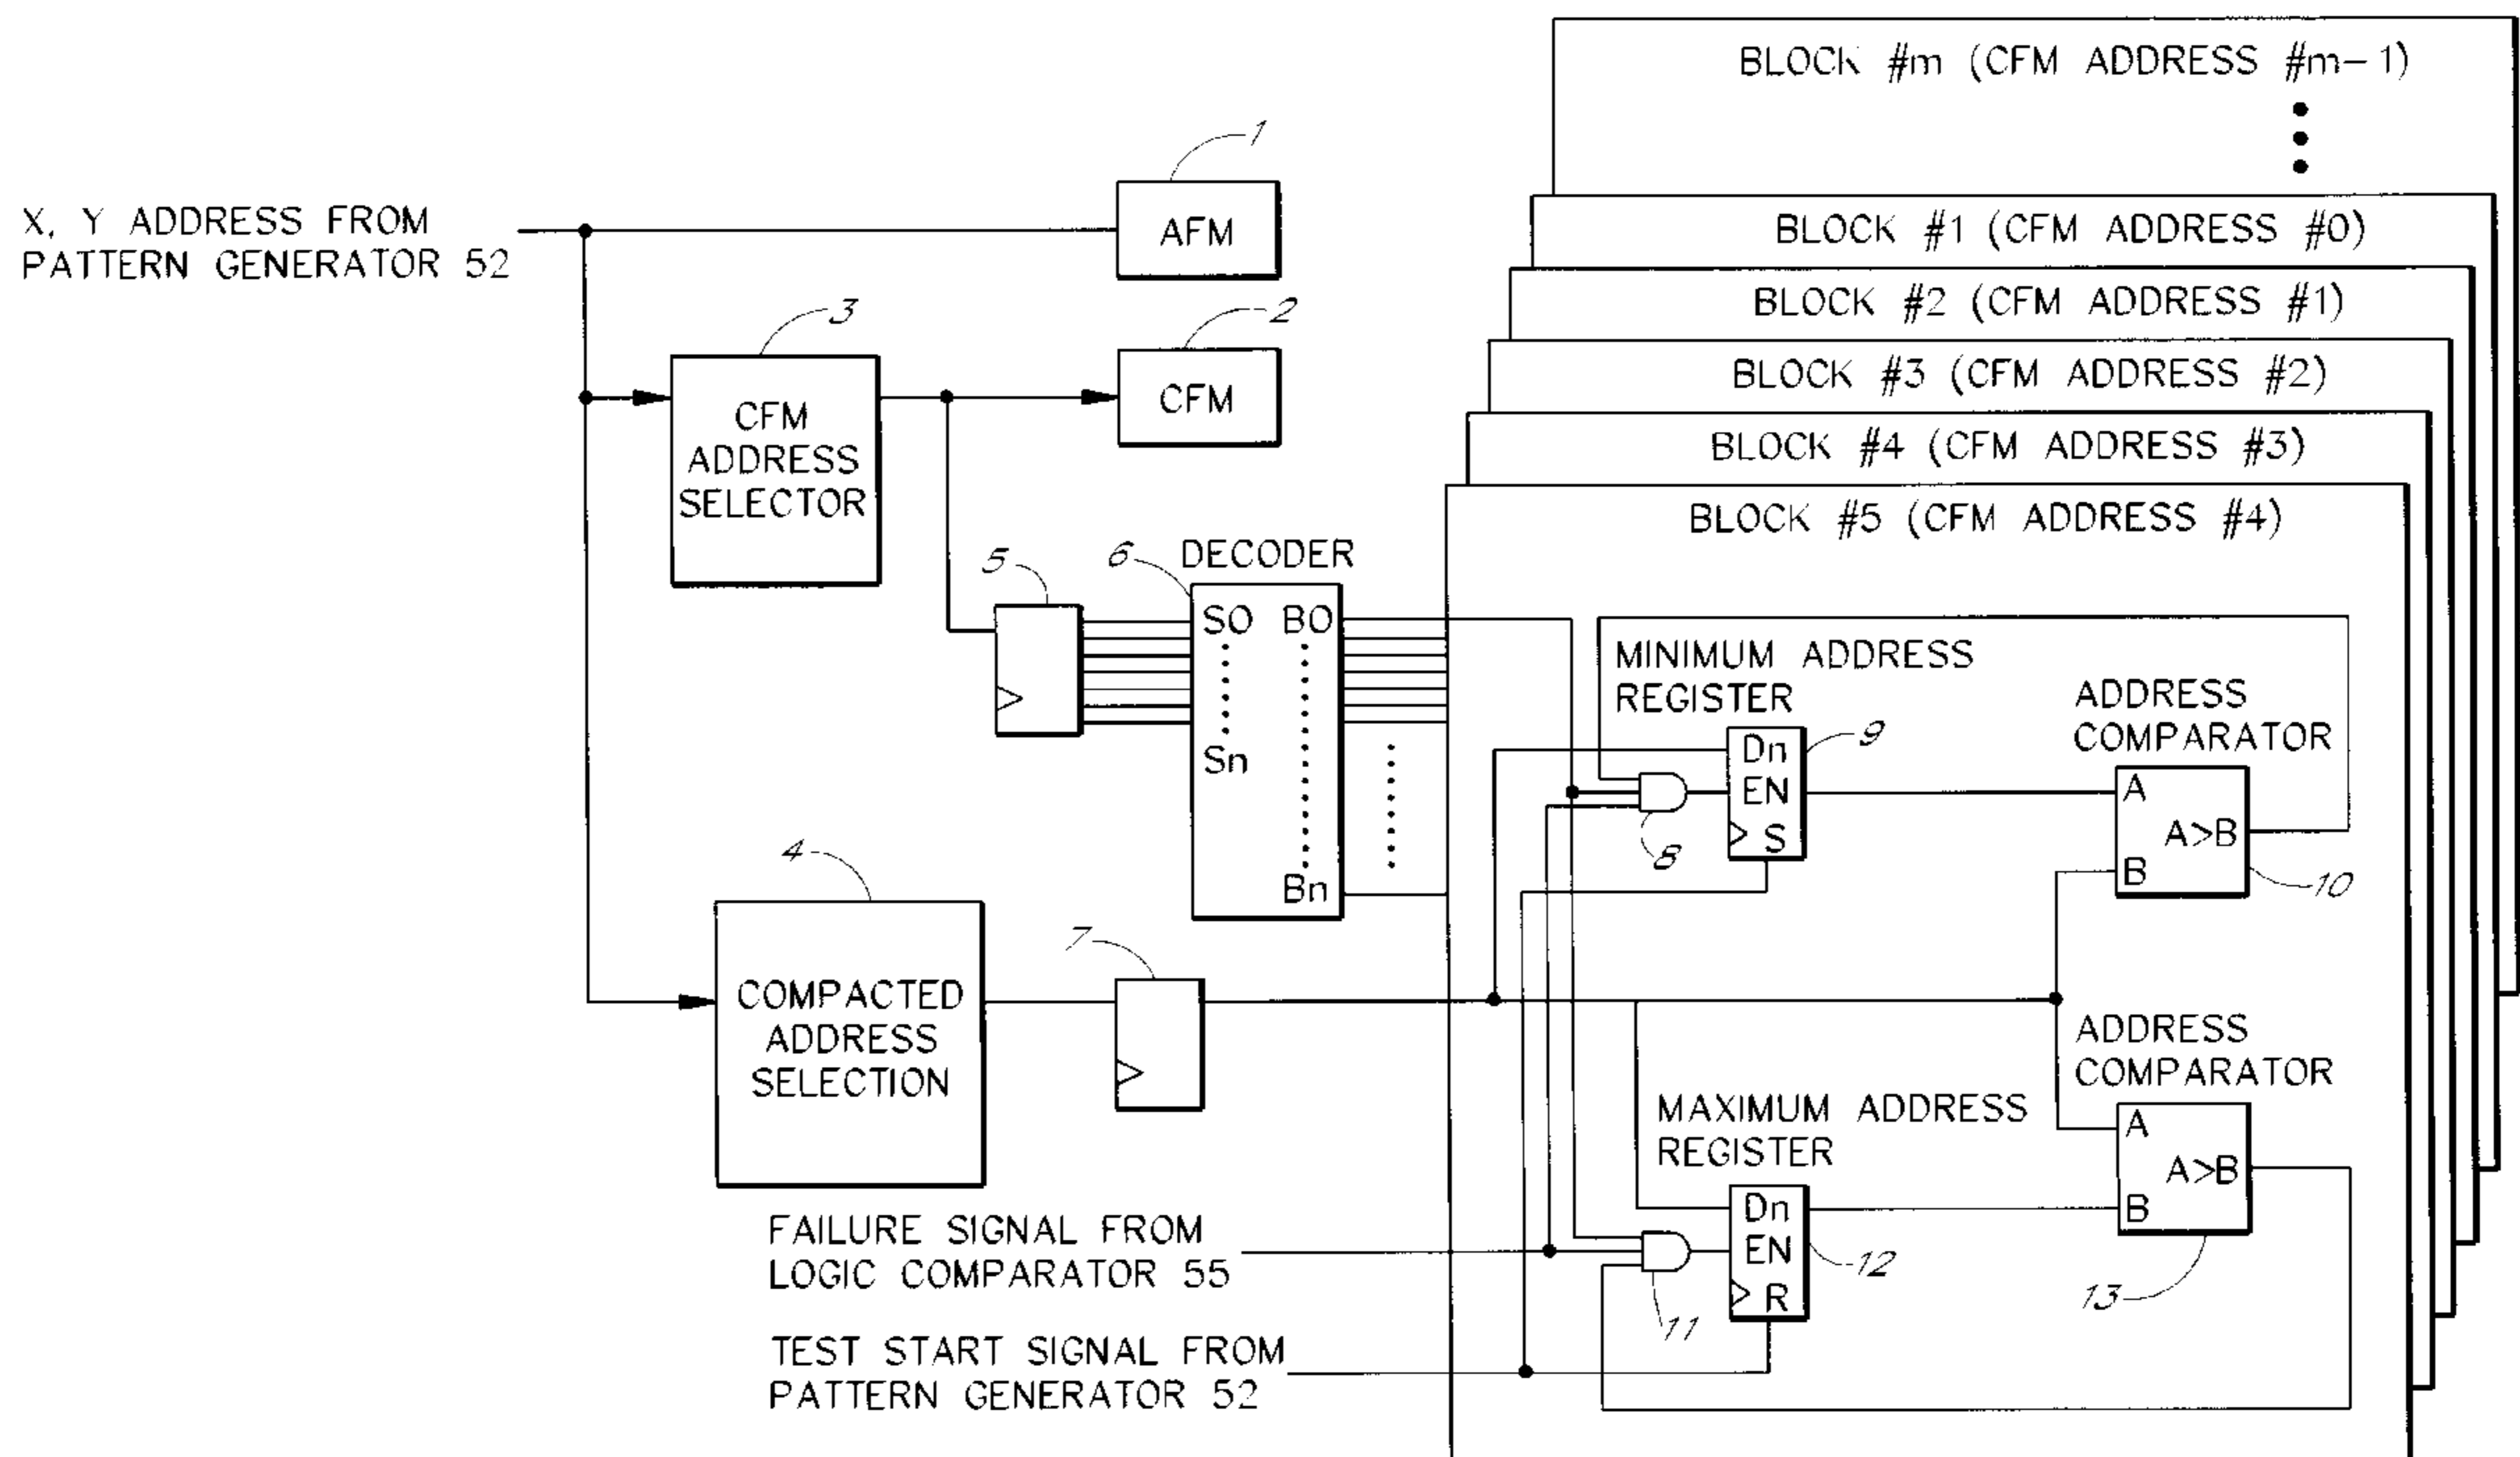 BLOCK #m (CFM ADDRESS #m-1)
1
X, Y ADDRESS FROM
PATTERN GENERATOR 52
AFM
BLOCK #1 (CFM ADDRESS #0)
BLOCK #2 (CFM ADDRESS #1)
3
2
CFM
ADDRESS
SELECTOR
CFM
BLOCK #3 (CFM ADDRESS #2)
BLOCK #4 (CFM ADDRESS #3)
BLOCK #5 (CFM ADDRESS #4)
5
6
DECODER
S0 B0
Sn
Bn
MINIMUM ADDRESS
REGISTER
ADDRESS
COMPARATOR
9
Dn
EN
S
8
A
A>B
B
10
4
7
COMPACTED
ADDRESS
SELECTION
ADDRESS
COMPARATOR
MAXIMUM ADDRESS
REGISTER
A
A>B
B
13
Dn
EN
R
12
11
FAILURE SIGNAL FROM
LOGIC COMPARATOR 55
TEST START SIGNAL FROM
PATTERN GENERATOR 52